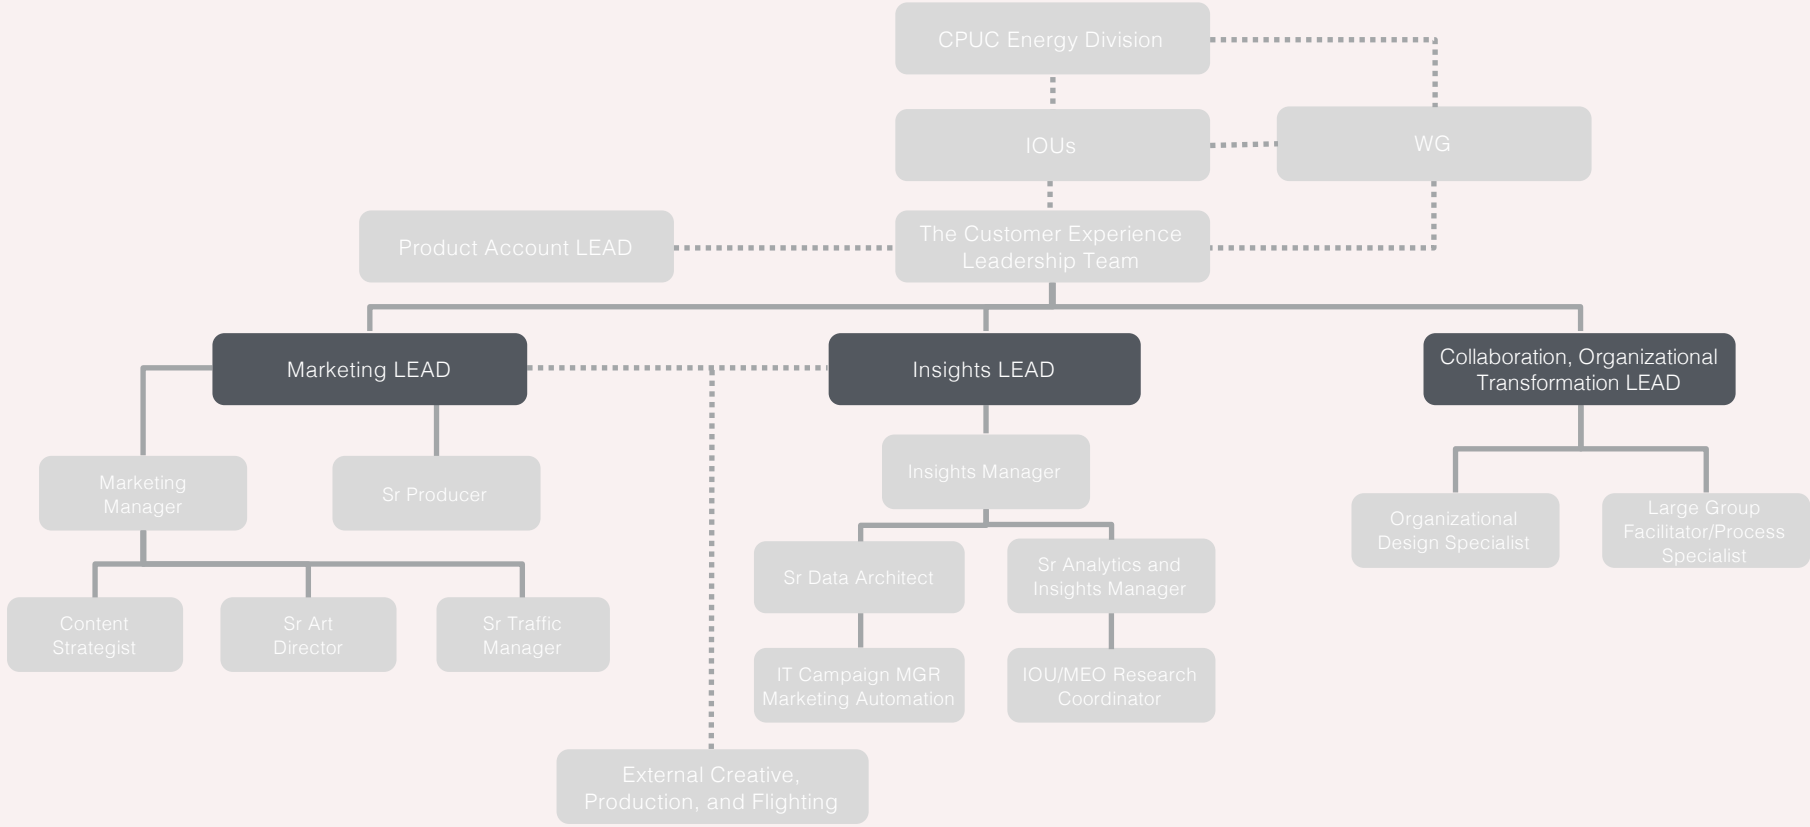 CPUC Energy Division
IOUs
WG
Product Account LEAD
The Customer Experience
Leadership Team
Marketing LEAD
Insights LEAD
Collaboration, Organizational
Transformation LEAD
Marketing
Manager
Sr Producer
Insights Manager
Organizational
Design Specialist
Large Group
Facilitator/Process
Specialist
Sr Data Architect
Sr Analytics and
Insights Manager
Content
Strategist
Sr Art
Director
Sr Traffic
Manager
IT Campaign MGR
Marketing Automation
IOU/MEO Research
Coordinator
External Creative,
Production, and Flighting